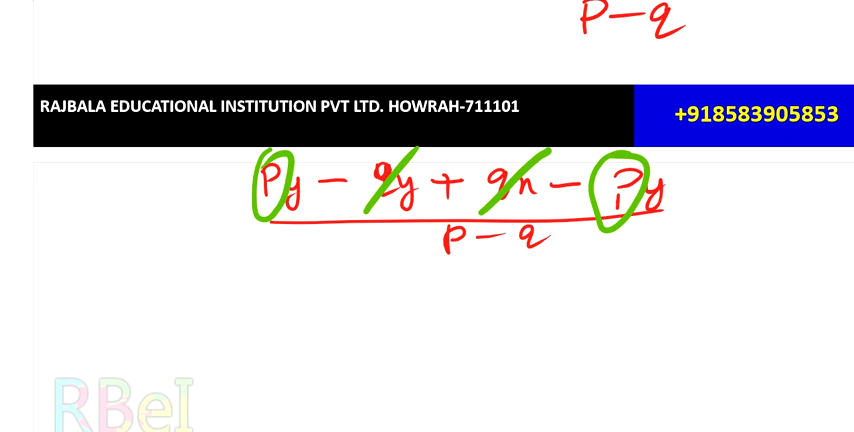 P-q
RAJBALA EDUCATIONAL INSTITUTION PVT LTD. HOWRAH-711101
+918583905853
Py - qy + qx - Py
P - q
RBeI